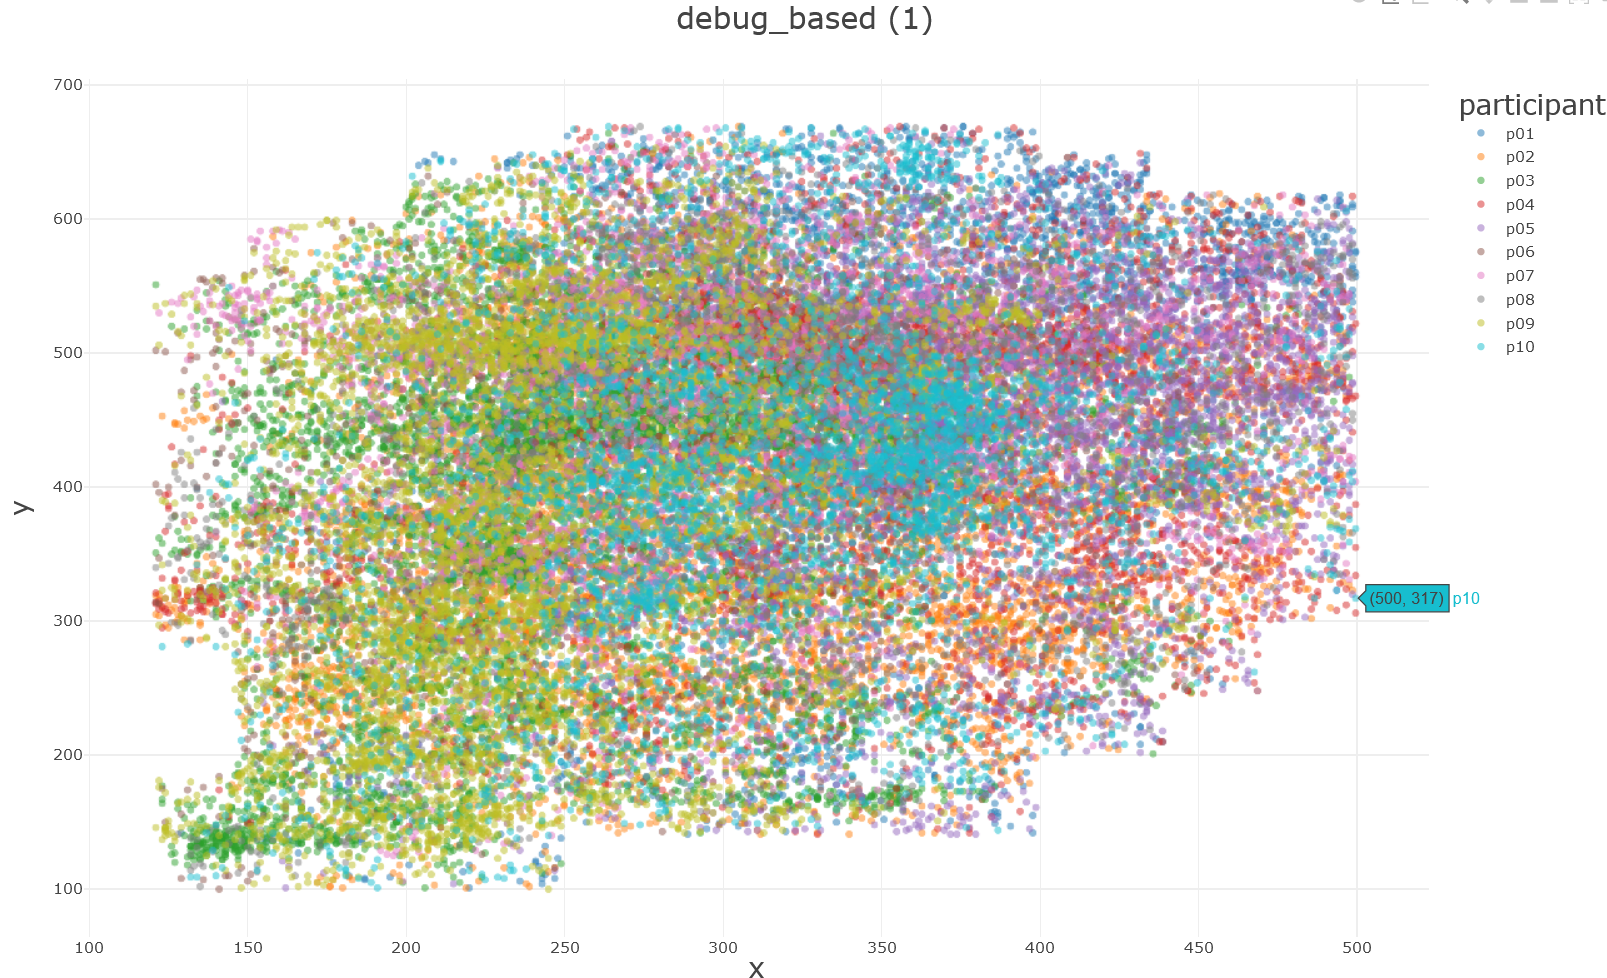 debug_based (1)
participant
p01
p02
p03
p04
p05
p06
p07
p08
p09
p10
700
600
500
400
300
200
100
y
(500, 317) p10
100 150 200 250 300 350 400 450 500
x